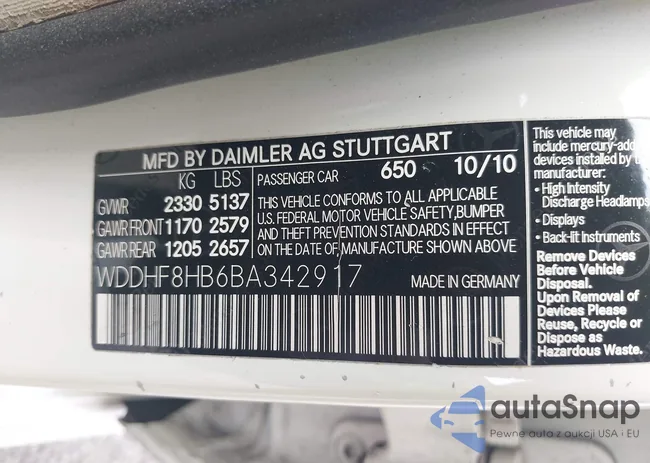 MFD BY DAIMLER AG STUTTGART
KG LBS
PASSENGER CAR 650 10/10
GVWR 2330 5137
GAWR FRONT 1170 2579
GAWR REAR 1205 2657
THIS VEHICLE CONFORMS TO ALL APPLICABLE
U.S. FEDERAL MOTOR VEHICLE SAFETY, BUMPER
AND THEFT PREVENTION STANDARDS IN EFFECT
ON DATE OF MANUFACTURE SHOWN ABOVE
WDDHF8HB6BA342917
MADE IN GERMANY
This vehicle may
include mercury-add
devices installed by t
manufacturer:
• High Intensity
Discharge Headlamps
• Displays
• Back-lit Instruments
Remove Devices
Before Vehicle
Disposal.
Upon Removal of
Devices Please
Reuse, Recycle or
Dispose as
Hazardous Waste.
autaSnap
Pewne auta z aukcji USA i EU